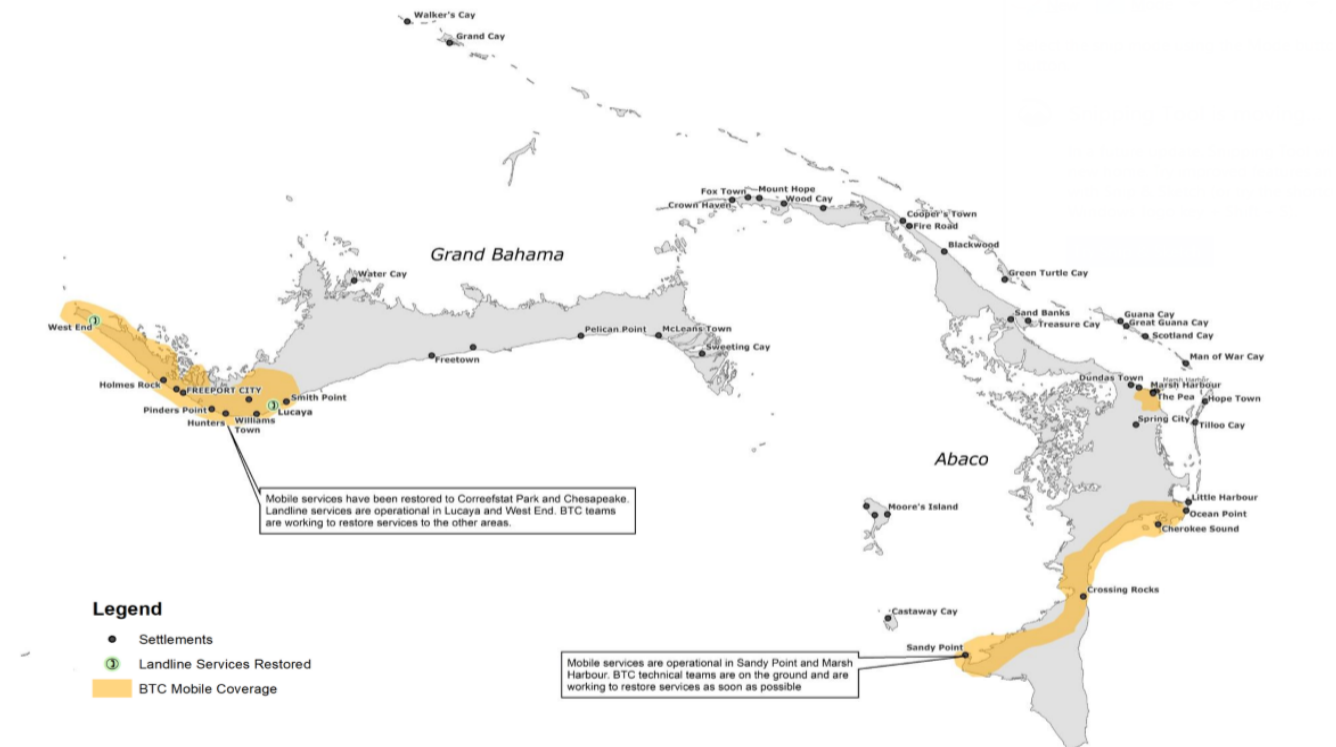 Walker's Cay
Grand Cay
Fox Town
Mount Hope
Crown Haven
Wood Cay
Cooper's Town
Fire Road
Grand Bahama
Blackwood
Water Cay
Green Turtle Cay
West End
Sand Banks
Treasure Cay
Guana Cay
Great Guana Cay
Pelican Point
McLeans Town
Scotland Cay
Sweeting Cay
Freetown
Man of War Cay
Holmes Rock
FREEPORT CITY
Dundas Town
Marsh Harbor
Marsh Harbour
Smith Point
The Pea
Hope Town
Pinders Point
Lucaya
Hunters
Williams
Town
Spring City
Tilloo Cay
Abaco
Mobile services have been restored to Correefstat Park and Chesapeake.
Landline services are operational in Lucaya and West End. BTC teams
are working to restore services to the other areas.
Little Harbour
Moore's Island
Ocean Point
Cherokee Sound
Crossing Rocks
Castaway Cay
Sandy Point
Mobile services are operational in Sandy Point and Marsh
Harbour. BTC technical teams are on the ground and are
working to restore services as soon as possible
Legend
Settlements
Landline Services Restored
BTC Mobile Coverage